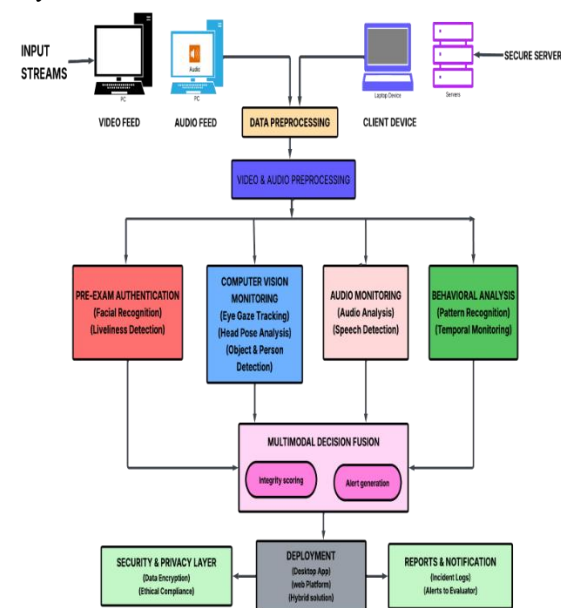 INPUT
STREAMS
Audio
PC
PC
Laptop Device
Servers
SECURE SERVER
VIDEO FEED
AUDIO FEED
CLIENT DEVICE
DATA PREPROCESSING
VIDEO & AUDIO PREPROCESSING
PRE-EXAM AUTHENTICATION
(Facial Recognition)
(Liveliness Detection)
COMPUTER VISION
MONITORING
(Eye Gaze Tracking)
(Head Pose Analysis)
(Object & Person
Detection)
AUDIO MONITORING
(Audio Analysis)
(Speech Detection)
BEHAVIORAL ANALYSIS
(Pattern Recognition)
(Temporal Monitoring)
MULTIMODAL DECISION FUSION
Integrity scoring
Alert generation
SECURITY & PRIVACY LAYER
(Data Encryption)
(Ethical Compliance)
DEPLOYMENT
(Desktop App)
(web Platform)
(Hybrid solution)
REPORTS & NOTIFICATION
(Incident Logs)
(Alerts to Evaluator)